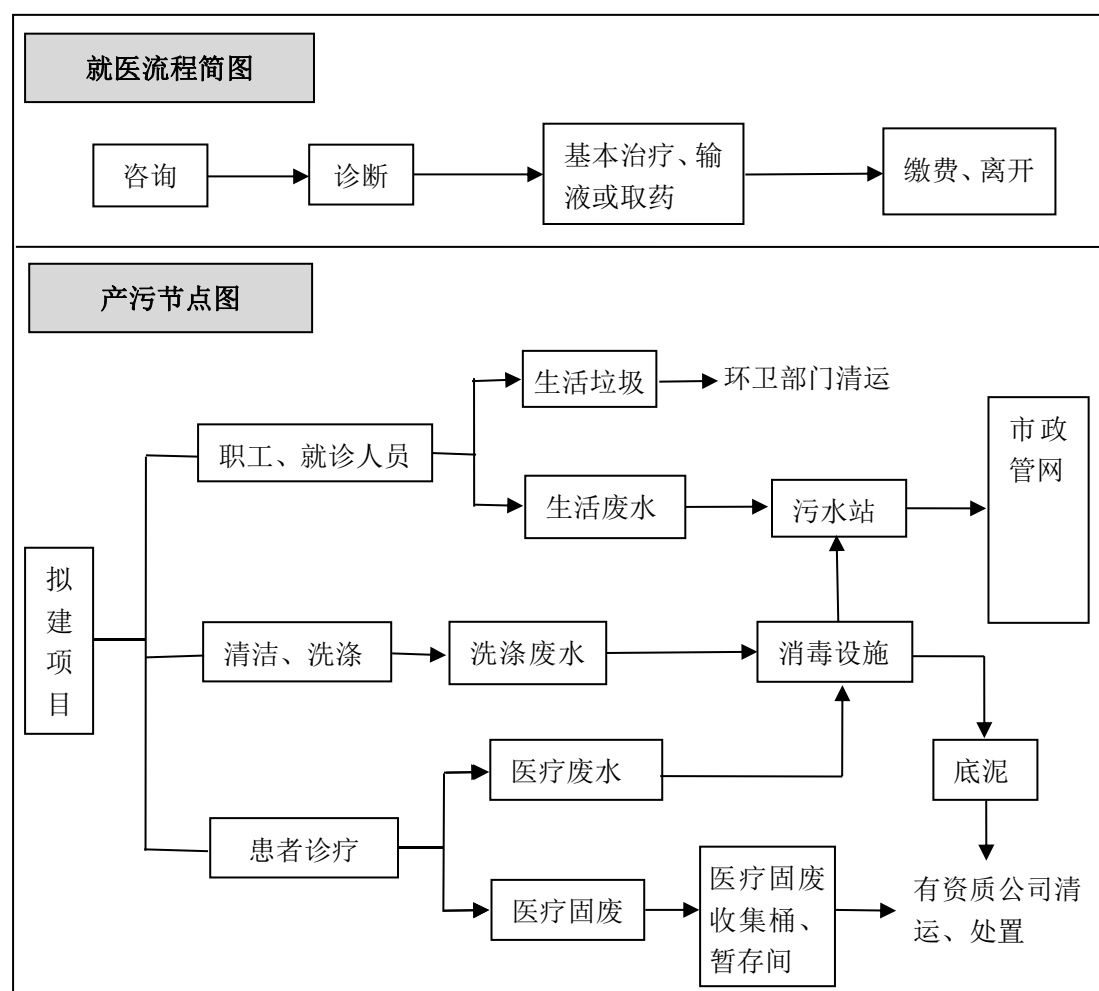 就医流程简图
咨询
诊断
基本治疗、输
液或取药
缴费、离开
产污节点图
生活垃圾
环卫部门清运
市政
管网
职工、就诊人员
生活废水
污水站
拟
建
项
目
清洁、洗涤
洗涤废水
消毒设施
医疗废水
底泥
患者诊疗
医疗固废
医疗固废
收集桶、
暂存间
有资质公司清
运、处置